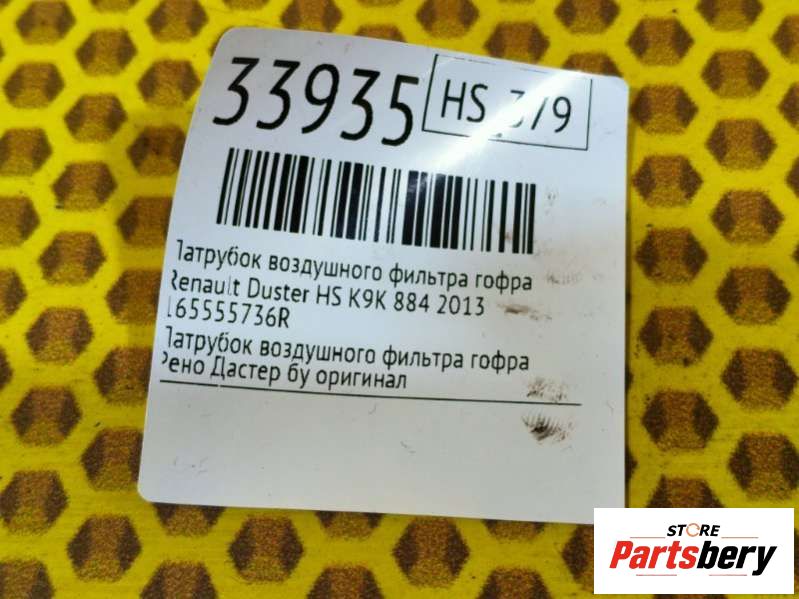 33935
HS 379
Патрубок воздушного фильтра гофра
Renault Duster HS K9K 884 2013
165555736R
Патрубок воздушного фильтра гофра
Рено Дастер бу оригинал
STORE
Partsbery